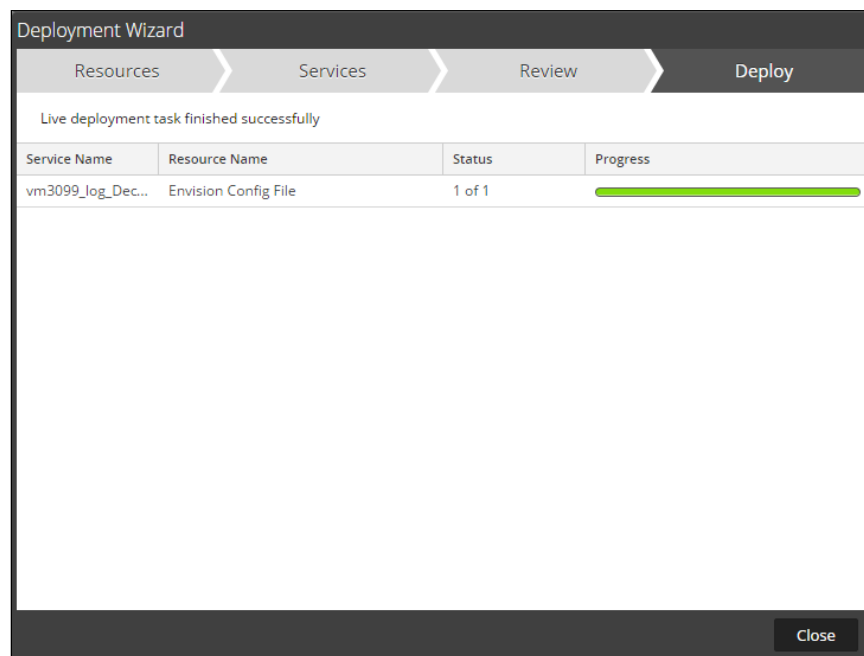 Deployment Wizard
Resources Services Review Deploy
Live deployment task finished successfully
Service Name Resource Name Status Progress
vm3099_log_Dec... Envision Config File 1 of 1
Close